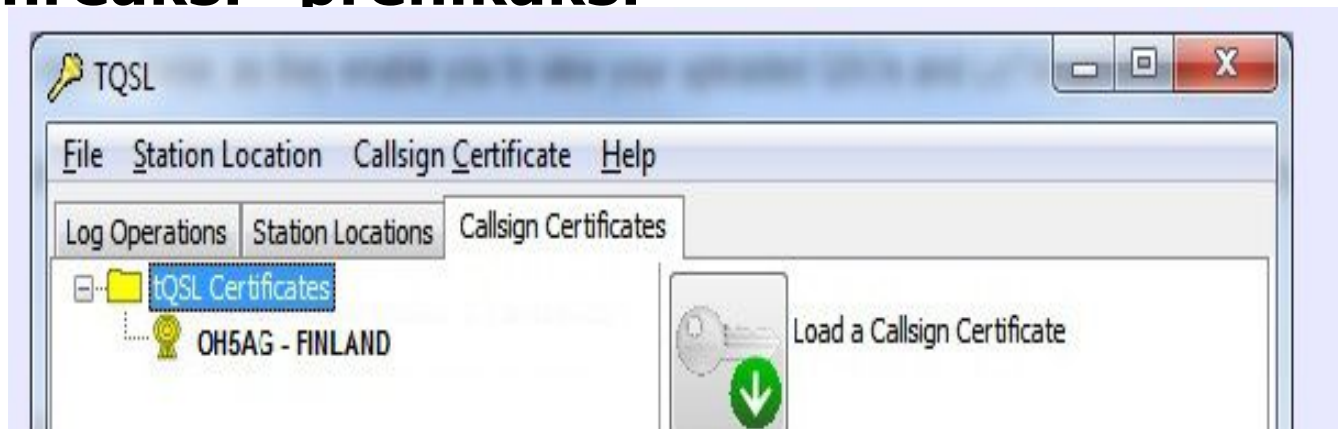 TQSL
File Station Location Callsign Certificate Help
Log Operations Station Locations Callsign Certificates
tQSL Certificates
OH5AG - FINLAND
Load a Callsign Certificate